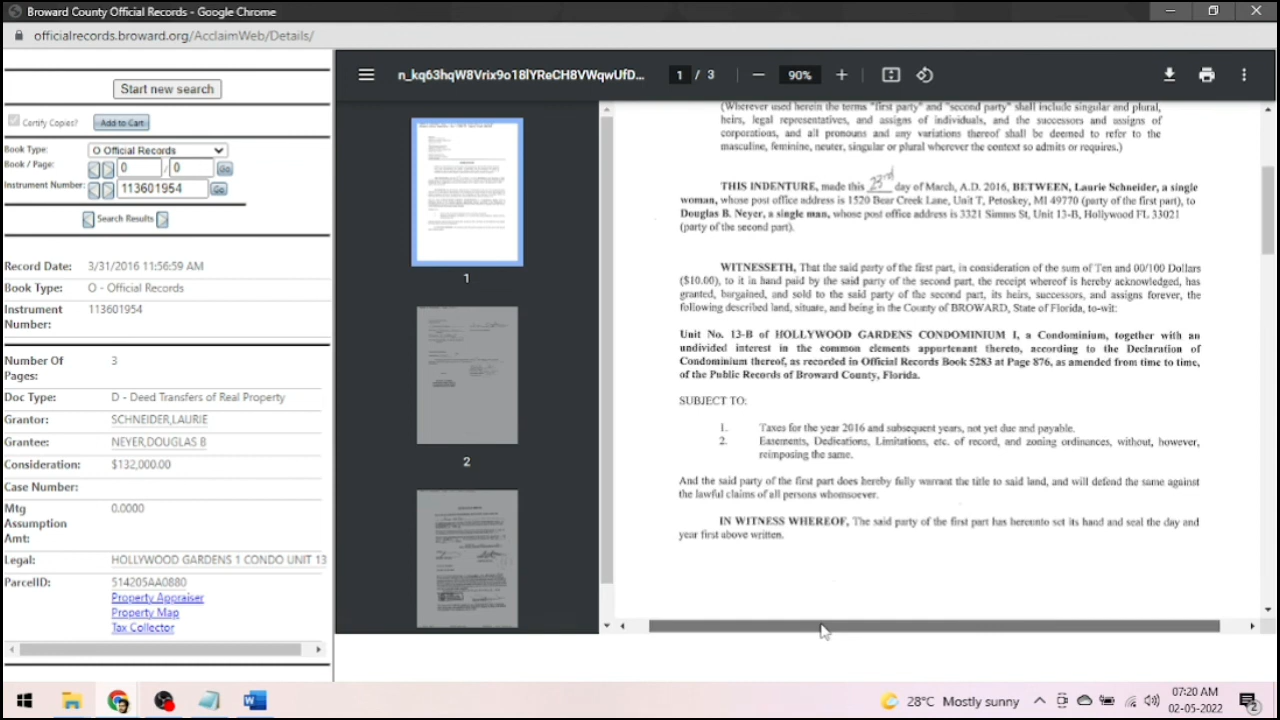 Broward County Official Records - Google Chrome
officialrecords.broward.org/AcclaimWeb/Details/
Start new search
Certify Copies? Add to Cart
Book Type: O Official Records
Book / Page: 0 / 0
Instrument Number: 113601954 Go
Search Results
Record Date: 3/31/2016 11:56:59 AM
Book Type: O - Official Records
Instrument Number: 113601954
Number Of Pages: 3
Doc Type: D - Deed Transfers of Real Property
Grantor: SCHNEIDER,LAURIE
Grantee: NEYER,DOUGLAS B
Consideration: $132,000.00
Case Number:
Mtg Assumption Amt: 0.0000
Legal: HOLLYWOOD GARDENS 1 CONDO UNIT 13
ParcelID: 514205AA0880
Property Appraiser
Property Map
Tax Collector
n_kq63hqW8Vrix9o18lYReCH8VWqwUfD... 1 / 3 90%
1
2
(Wherever used herein the terms "first party" and "second party" shall include singular and plural,
heirs, legal representatives, and assigns of individuals, and the successors and assigns of
corporations, and all pronouns and any variations thereof shall be deemed to refer to the
masculine, feminine, neuter, singular or plural wherever the context so admits or requires.)
THIS INDENTURE, made this 23rd day of March, A.D. 2016, BETWEEN, Laurie Schneider, a single
woman, whose post office address is 1520 Bear Creek Lane, Unit T, Petoskey, MI 49770 (party of the first part), to
Douglas B. Neyer, a single man, whose post office address is 3321 Simms St, Unit 13-B, Hollywood FL 33021
(party of the second part).
WITNESSETH, That the said party of the first part, in consideration of the sum of Ten and 00/100 Dollars
($10.00), to it in hand paid by the said party of the second part, the receipt whereof is hereby acknowledged, has
granted, bargained, and sold to the said party of the second part, its heirs, successors, and assigns forever, the
following described land, situate, and being in the County of BROWARD, State of Florida, to-wit:
Unit No. 13-B of HOLLYWOOD GARDENS CONDOMINIUM I, a Condominium, together with an
undivided interest in the common elements appurtenant thereto, according to the Declaration of
Condominium thereof, as recorded in Official Records Book 5283 at Page 876, as amended from time to time,
of the Public Records of Broward County, Florida.
SUBJECT TO:
1. Taxes for the year 2016 and subsequent years, not yet due and payable.
2. Easements, Dedications, Limitations, etc. of record, and zoning ordinances, without, however,
reimposing the same.
And the said party of the first part does hereby fully warrant the title to said land, and will defend the same against
the lawful claims of all persons whomsoever.
IN WITNESS WHEREOF, The said party of the first part has hereunto set its hand and seal the day and
year first above written.
28°C Mostly sunny
07:20 AM
02-05-2022
2